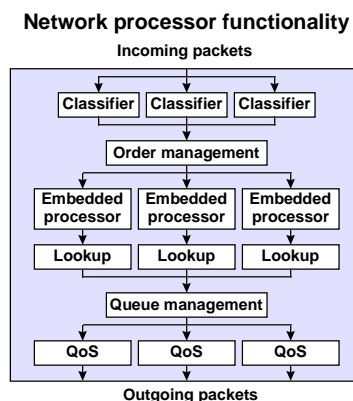 Network processor functionality
Incoming packets
Classifier Classifier Classifier
Order management
Embedded processor Embedded processor Embedded processor
Lookup Lookup Lookup
Queue management
QoS QoS QoS
Outgoing packets